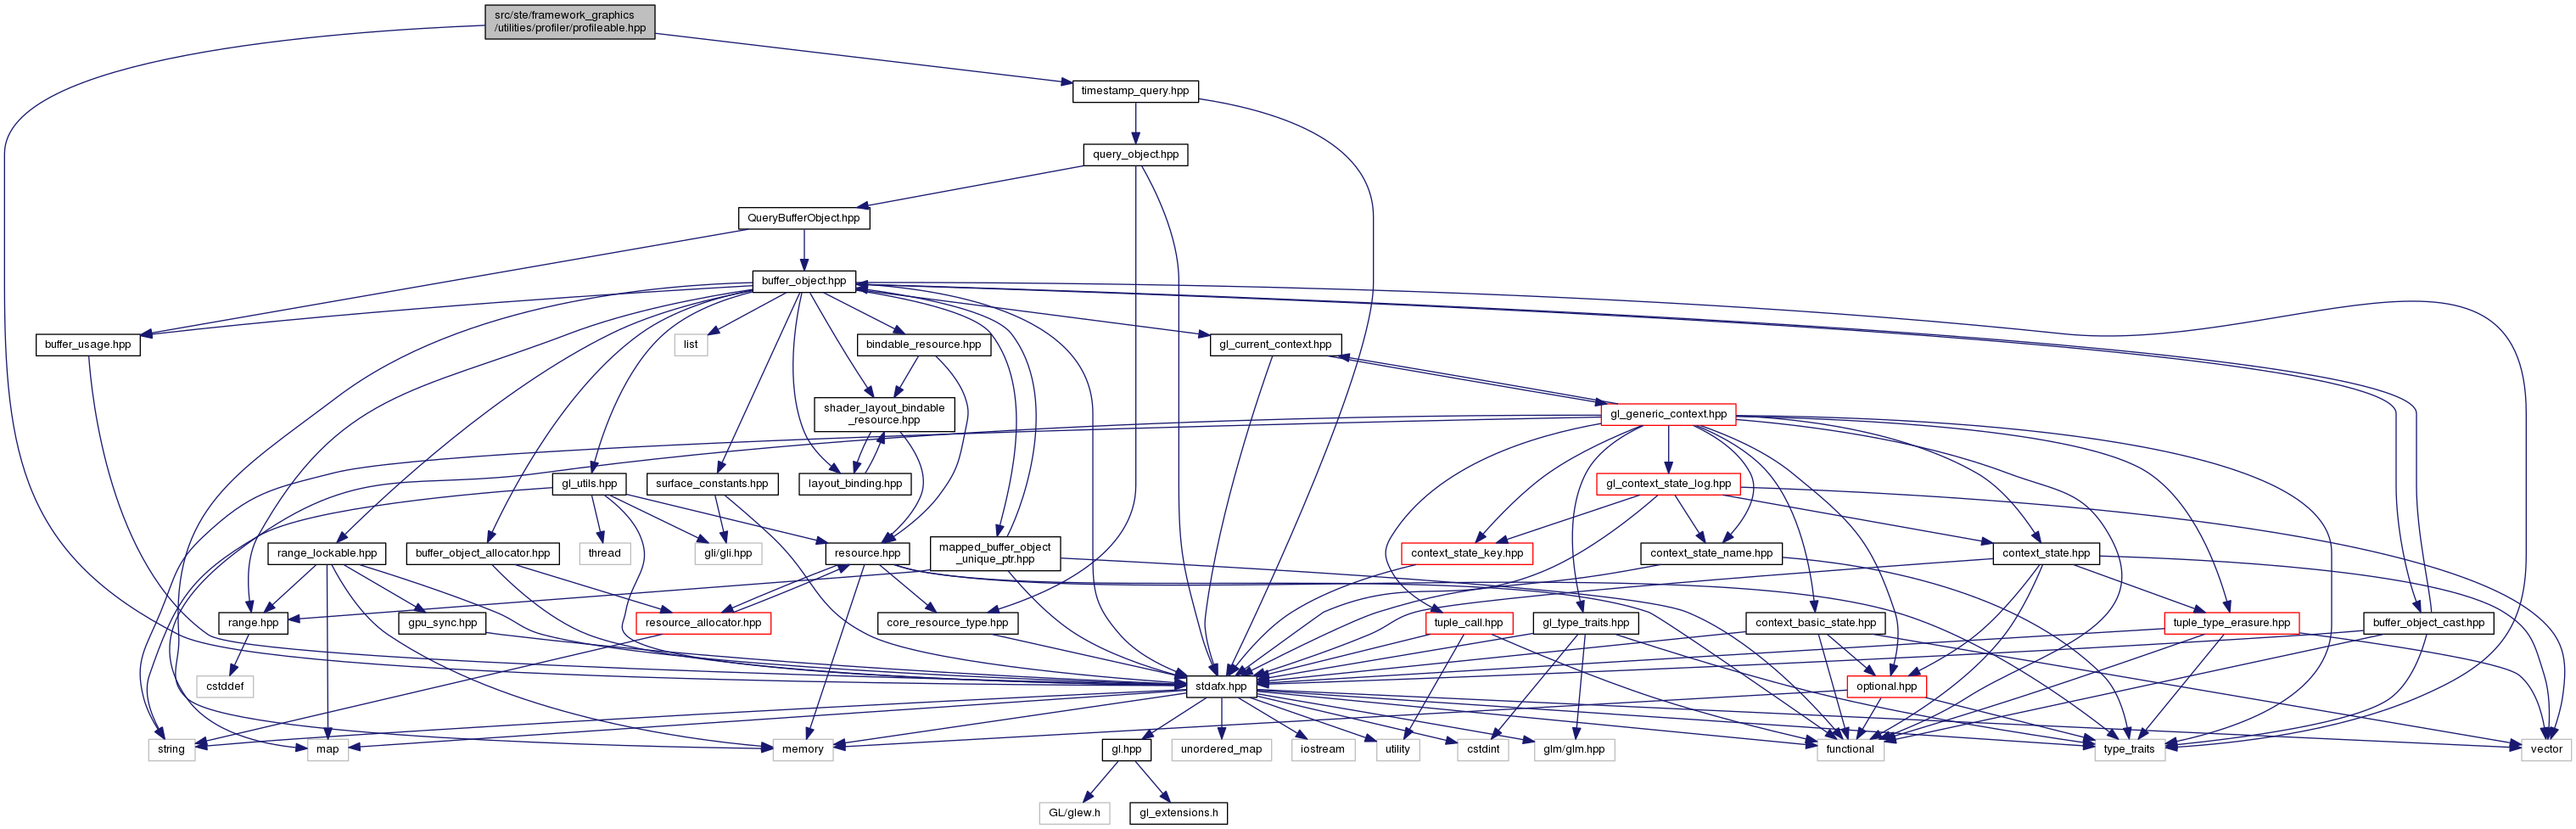 src/ste/framework_graphics
/utilities/profiler/profileable.hpp
timestamp_query.hpp
query_object.hpp
QueryBufferObject.hpp
buffer_object.hpp
buffer_usage.hpp
list
bindable_resource.hpp
gl_current_context.hpp
shader_layout_bindable
_resource.hpp
gl_generic_context.hpp
gl_utils.hpp
surface_constants.hpp
layout_binding.hpp
gl_context_state_log.hpp
range_lockable.hpp
buffer_object_allocator.hpp
thread
gli/gli.hpp
resource.hpp
mapped_buffer_object
_unique_ptr.hpp
context_state_key.hpp
context_state_name.hpp
context_state.hpp
range.hpp
gpu_sync.hpp
resource_allocator.hpp
core_resource_type.hpp
tuple_call.hpp
gl_type_traits.hpp
context_basic_state.hpp
tuple_type_erasure.hpp
buffer_object_cast.hpp
cstddef
stdafx.hpp
optional.hpp
string
map
memory
gl.hpp
unordered_map
iostream
utility
cstdint
glm/glm.hpp
functional
type_traits
vector
GL/glew.h
gl_extensions.h